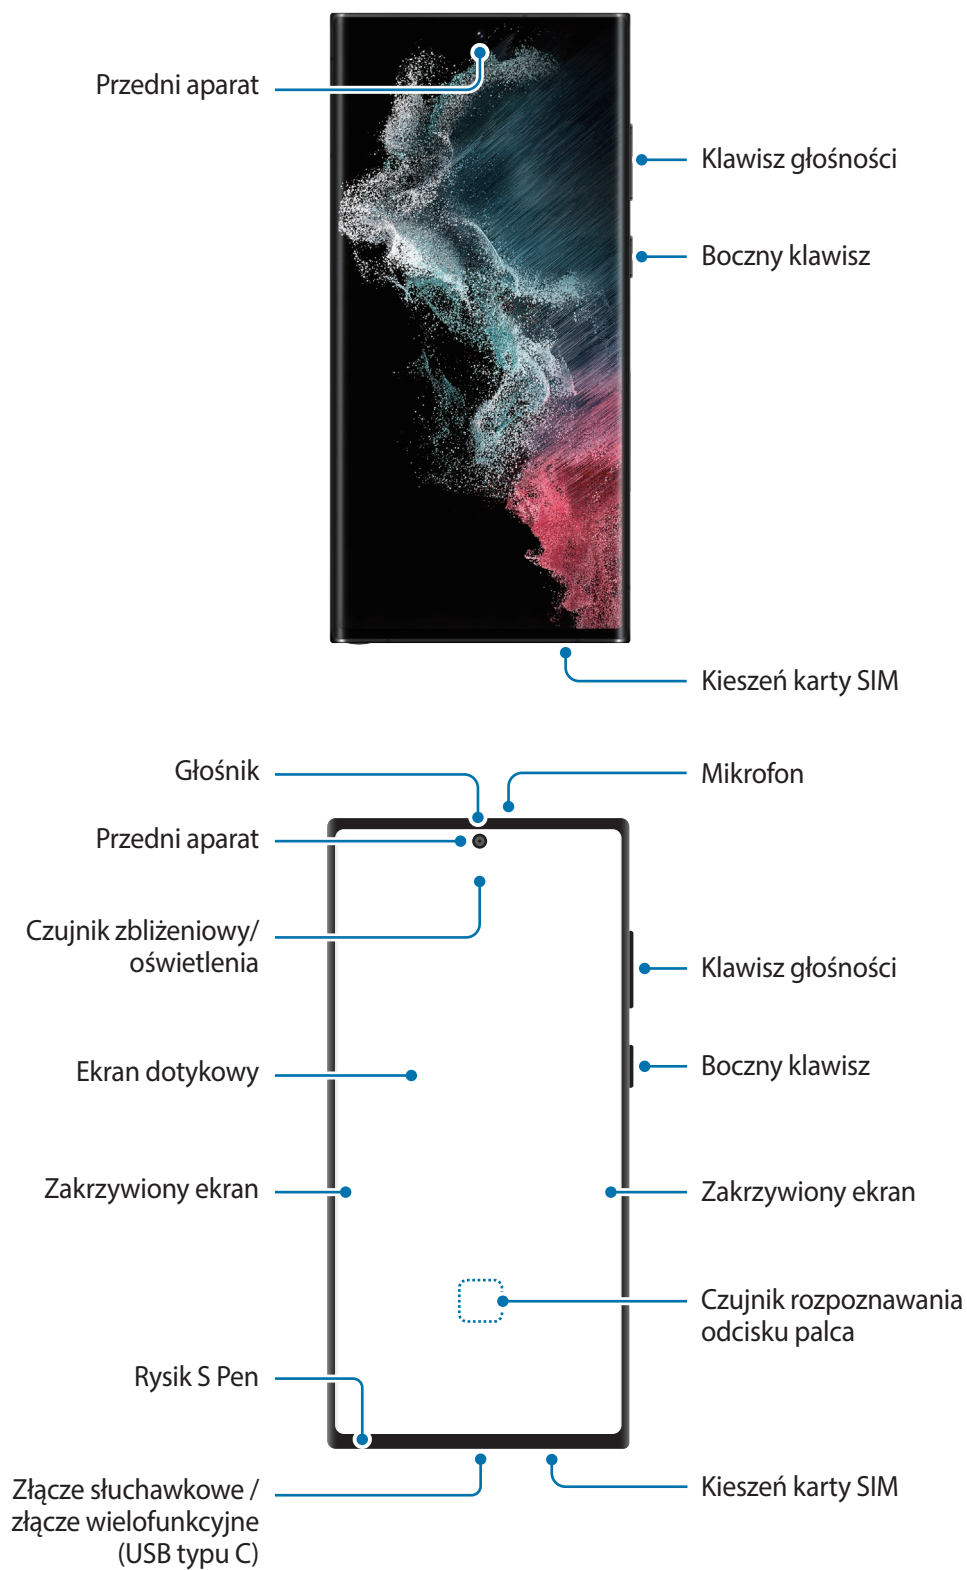 Przedni aparat
Klawisz głośności
Boczny klawisz
Kieszeń karty SIM
Głośnik
Mikrofon
Przedni aparat
Czujnik zbliżeniowy/
oświetlenia
Klawisz głośności
Ekran dotykowy
Boczny klawisz
Zakrzywiony ekran
Zakrzywiony ekran
Czujnik rozpoznawania
odcisku palca
Rysik S Pen
Złącze słuchawkowe /
złącze wielofunkcyjne
(USB typu C)
Kieszeń karty SIM